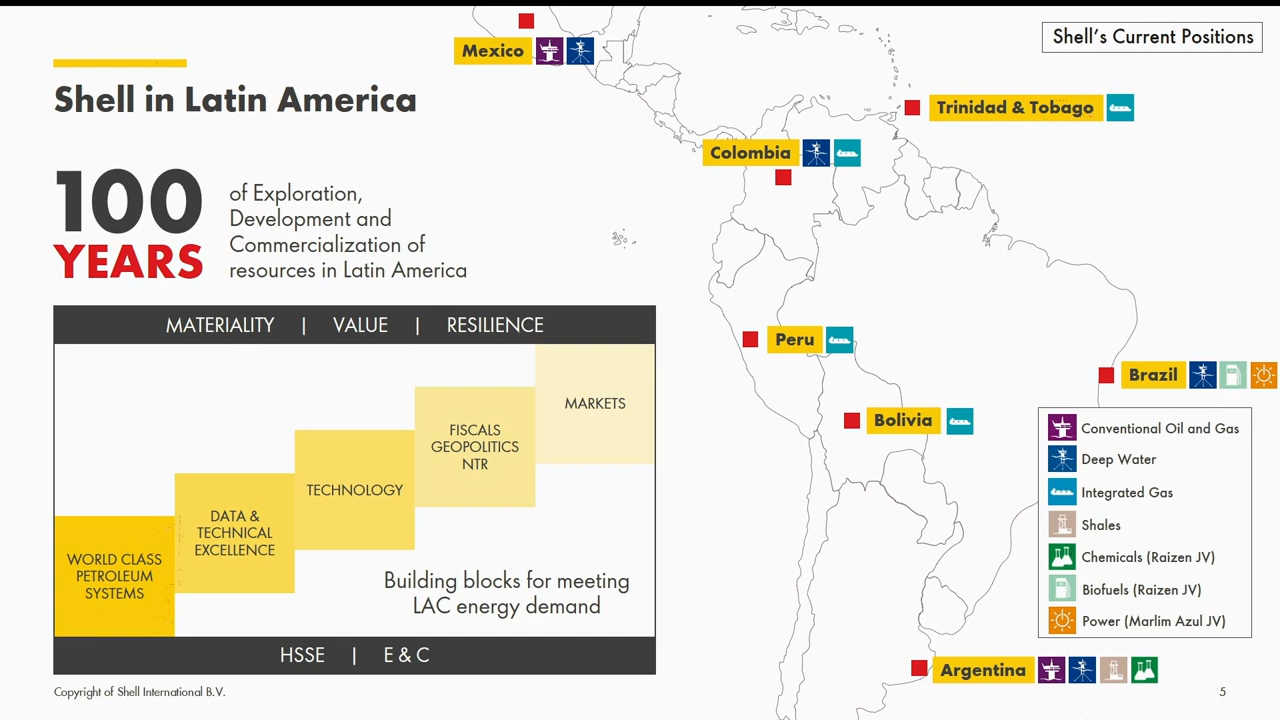 Shell in Latin America
100
YEARS
of Exploration,
Development and
Commercialization of
resources in Latin America
MATERIALITY | VALUE | RESILIENCE
WORLD CLASS
PETROLEUM
SYSTEMS
DATA &
TECHNICAL
EXCELLENCE
TECHNOLOGY
FISCALS
GEOPOLITICS
NTR
MARKETS
Building blocks for meeting
LAC energy demand
HSSE | E & C
Copyright of Shell International B.V.
Shell's Current Positions
Mexico
Trinidad & Tobago
Colombia
Peru
Brazil
Bolivia
Argentina
Conventional Oil and Gas
Deep Water
Integrated Gas
Shales
Chemicals (Raizen JV)
Biofuels (Raizen JV)
Power (Marlim Azul JV)
5